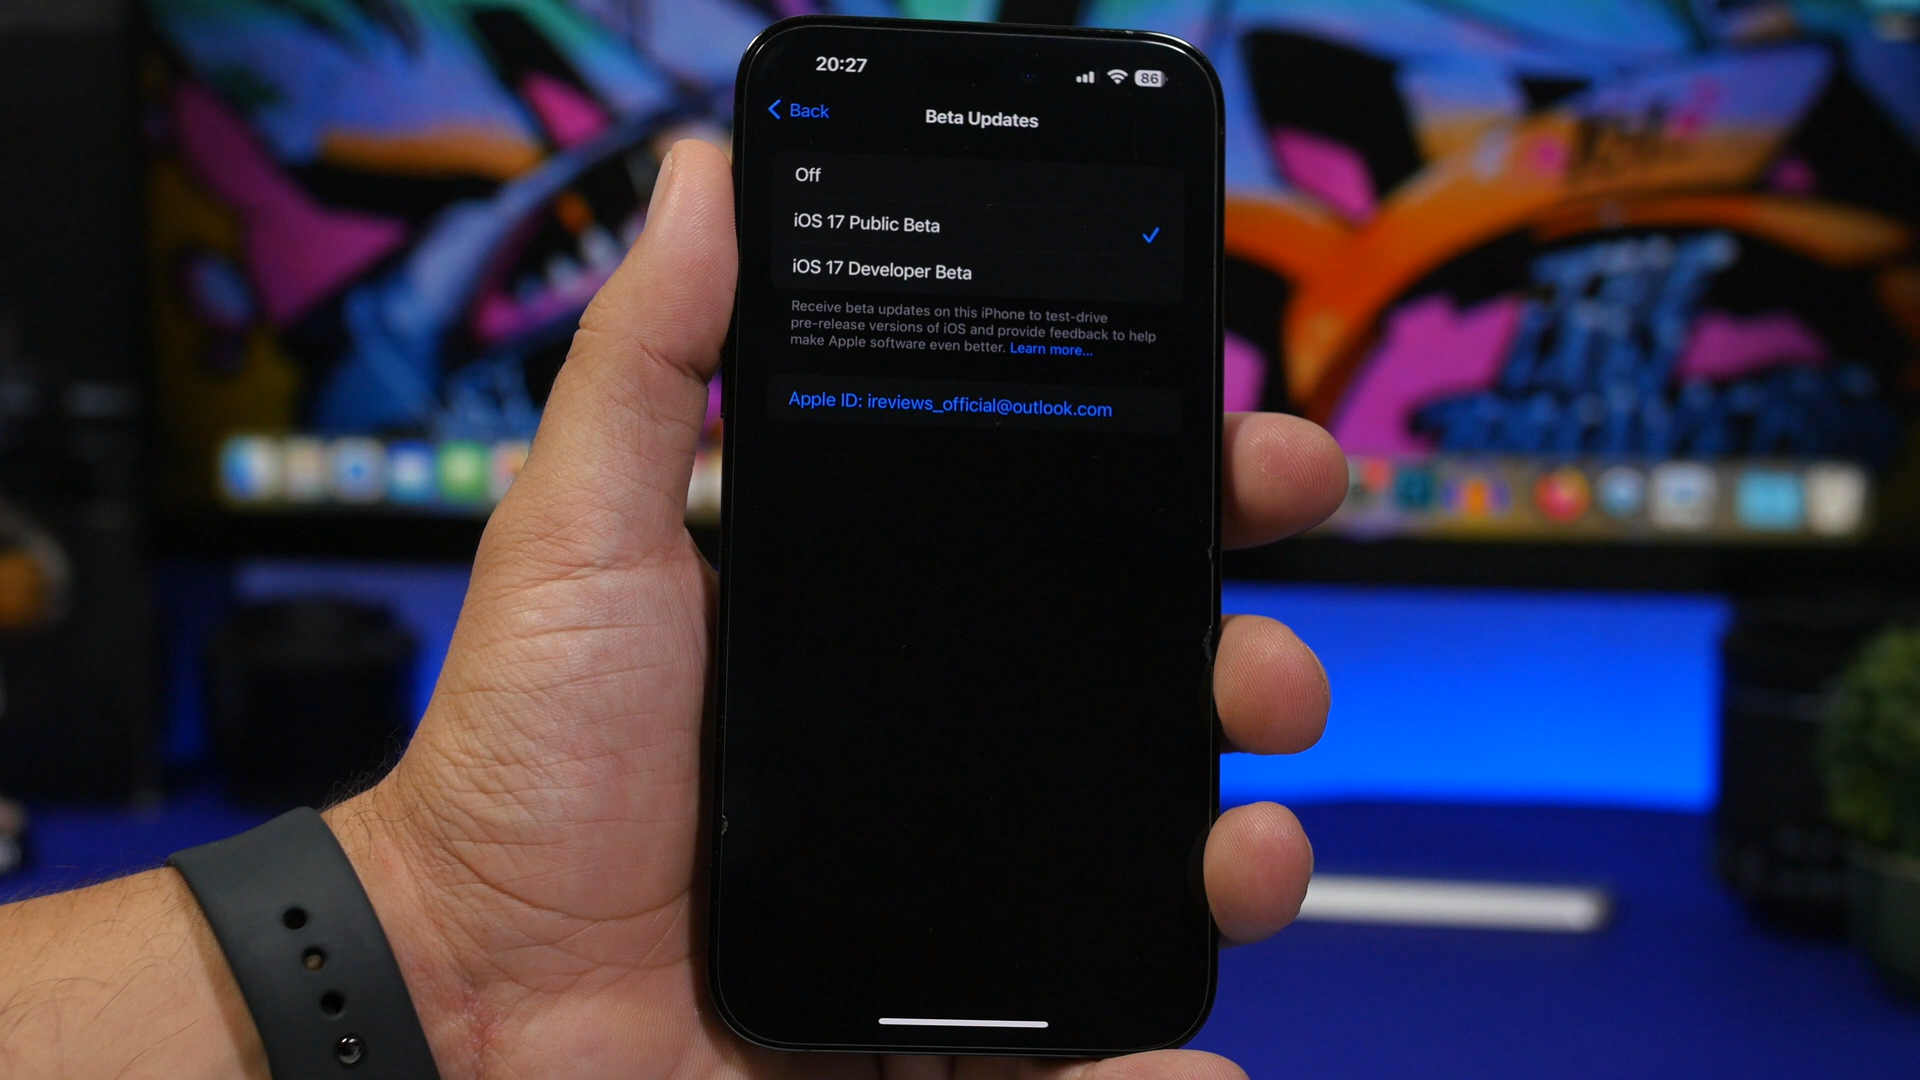 20:27
86
Back
Beta Updates
Off
iOS 17 Public Beta
iOS 17 Developer Beta
Receive beta updates on this iPhone to test-drive
pre-release versions of iOS and provide feedback to help
make Apple software even better. Learn more...
Apple ID: ireviews_official@outlook.com